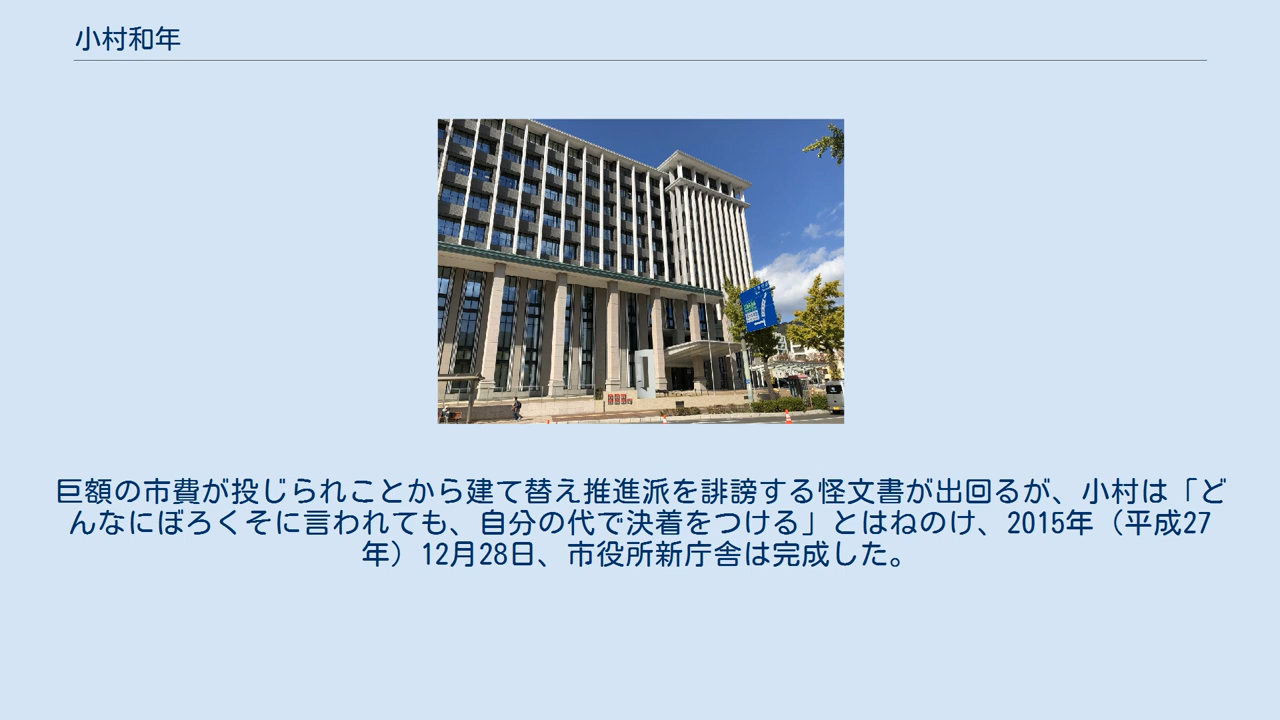 小村和年
巨額の市費が投じられことから建て替え推進派を誹謗する怪文書が出回るが、小村は「ど
んなにぼろくそに言われても、自分の代で決着をつける」とはねのけ、2015年（平成27
年）12月28日、市役所新庁舎は完成した。